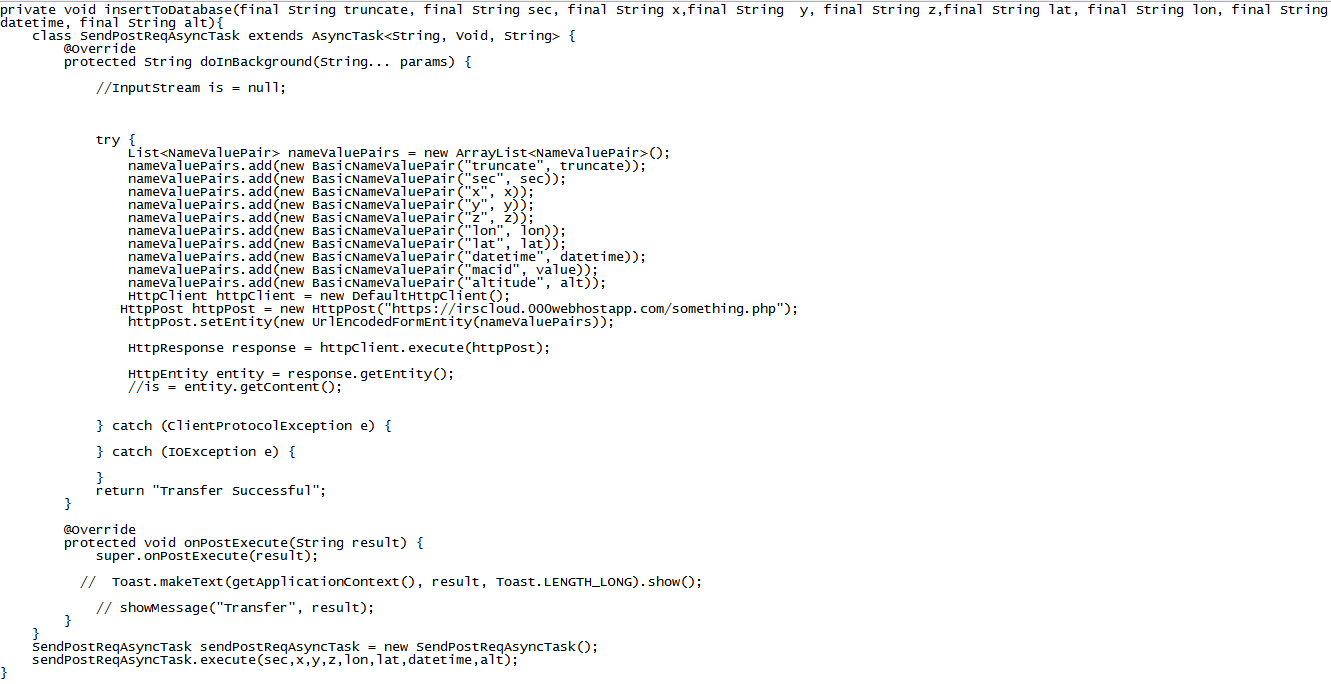 private void insertToDatabase(final String truncate, final String sec, final String x,final String  y, final String z,final String lat, final String lon, final String
datetime, final String alt){
    class SendPostReqAsyncTask extends AsyncTask<String, Void, String> {
        @Override
        protected String doInBackground(String... params) {
            //InputStream is = null;
            try {
                List<NameValuePair> nameValuePairs = new ArrayList<NameValuePair>();
                nameValuePairs.add(new BasicNameValuePair("truncate", truncate));
                nameValuePairs.add(new BasicNameValuePair("sec", sec));
                nameValuePairs.add(new BasicNameValuePair("x", x));
                nameValuePairs.add(new BasicNameValuePair("y", y));
                nameValuePairs.add(new BasicNameValuePair("z", z));
                nameValuePairs.add(new BasicNameValuePair("lon", lon));
                nameValuePairs.add(new BasicNameValuePair("lat", lat));
                nameValuePairs.add(new BasicNameValuePair("datetime", datetime));
                nameValuePairs.add(new BasicNameValuePair("macid", value));
                nameValuePairs.add(new BasicNameValuePair("altitude", alt));
                HttpClient httpClient = new DefaultHttpClient();
               HttpPost httpPost = new HttpPost("https://irscloud.000webhostapp.com/something.php");
                httpPost.setEntity(new UrlEncodedFormEntity(nameValuePairs));
                HttpResponse response = httpClient.execute(httpPost);
                HttpEntity entity = response.getEntity();
                //is = entity.getContent();
            } catch (ClientProtocolException e) {
            } catch (IOException e) {
            }
            return "Transfer Successful";
        }
        @Override
        protected void onPostExecute(String result) {
            super.onPostExecute(result);
          //  Toast.makeText(getApplicationContext(), result, Toast.LENGTH_LONG).show();
            // showMessage("Transfer", result);
        }
    }
    SendPostReqAsyncTask sendPostReqAsyncTask = new SendPostReqAsyncTask();
    sendPostReqAsyncTask.execute(sec,x,y,z,lon,lat,datetime,alt);
}